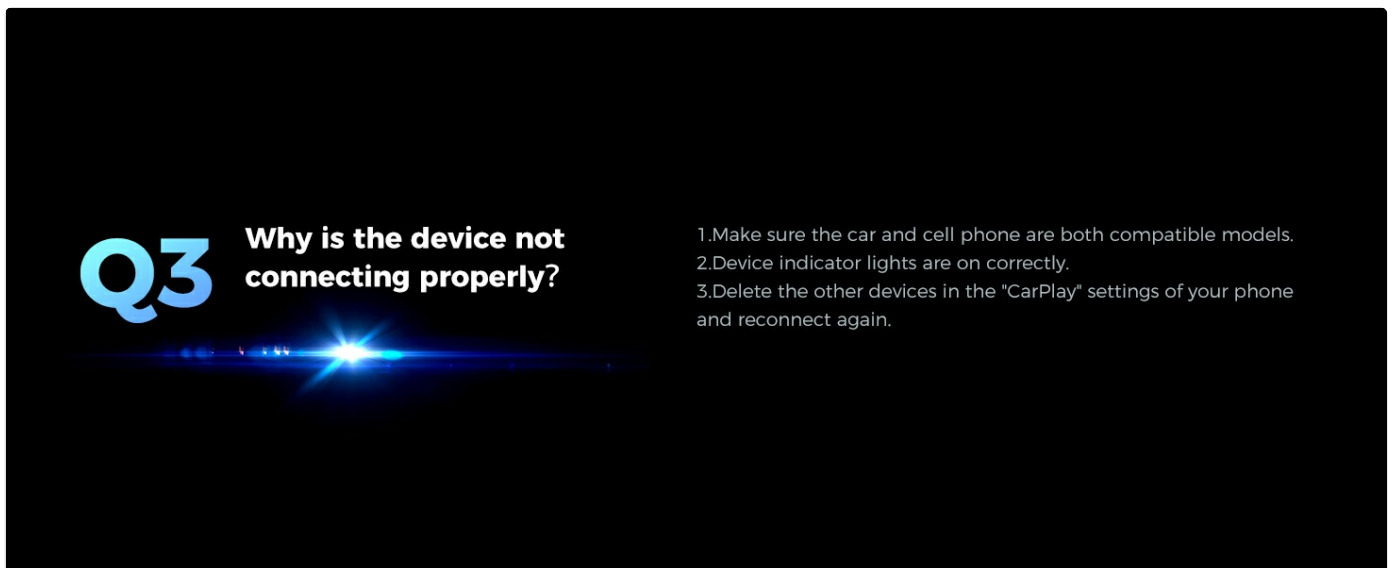 Q3
Why is the device not
connecting properly?
1.Make sure the car and cell phone are both compatible models.
2.Device indicator lights are on correctly.
3.Delete the other devices in the "CarPlay" settings of your phone
and reconnect again.